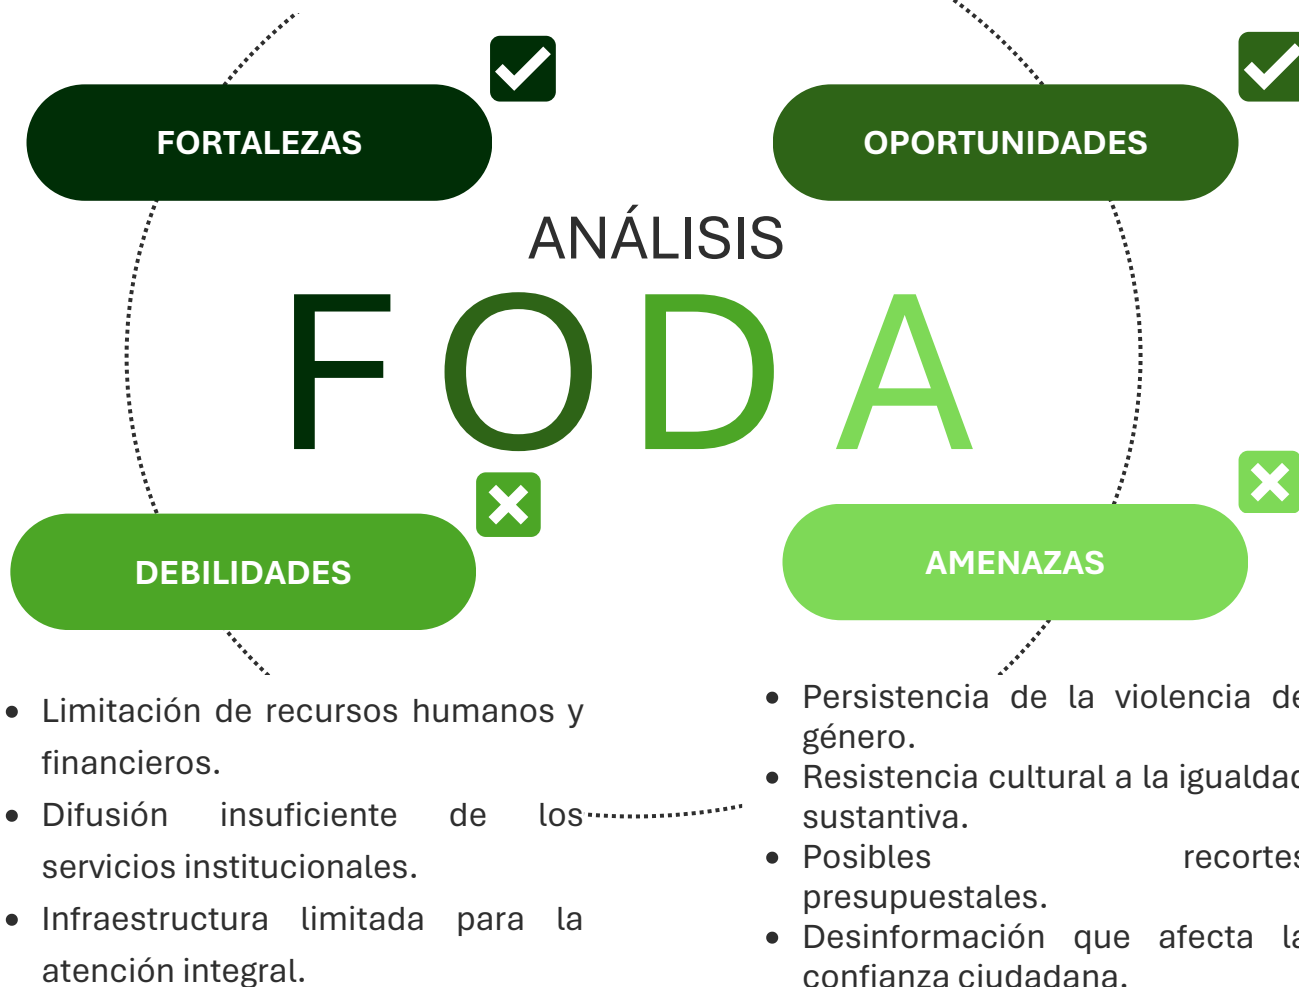 FORTALEZAS
OPORTUNIDADES
ANÁLISIS
FODA
DEBILIDADES
AMENAZAS
Limitación de recursos humanos y
financieros.
Difusión insuficiente de los
servicios institucionales.
Infraestructura limitada para la
atención integral.
Persistencia de la violencia de
género.
Resistencia cultural a la igualdad
sustantiva.
Posibles recortes
presupuestales.
Desinformación que afecta la
confianza ciudadana.